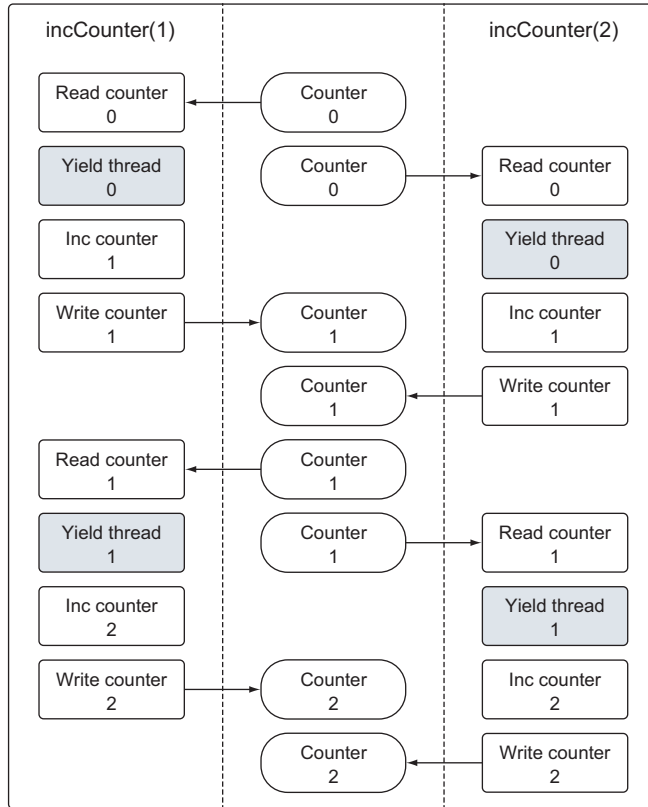 incCounter(1)
incCounter(2)
Read counter
0
Counter
0
Yield thread
0
Counter
0
Read counter
0
Inc counter
1
Yield thread
0
Write counter
1
Counter
1
Inc counter
1
Counter
1
Write counter
1
Read counter
1
Counter
1
Yield thread
1
Counter
1
Read counter
1
Inc counter
2
Yield thread
1
Write counter
2
Counter
2
Inc counter
2
Counter
2
Write counter
2